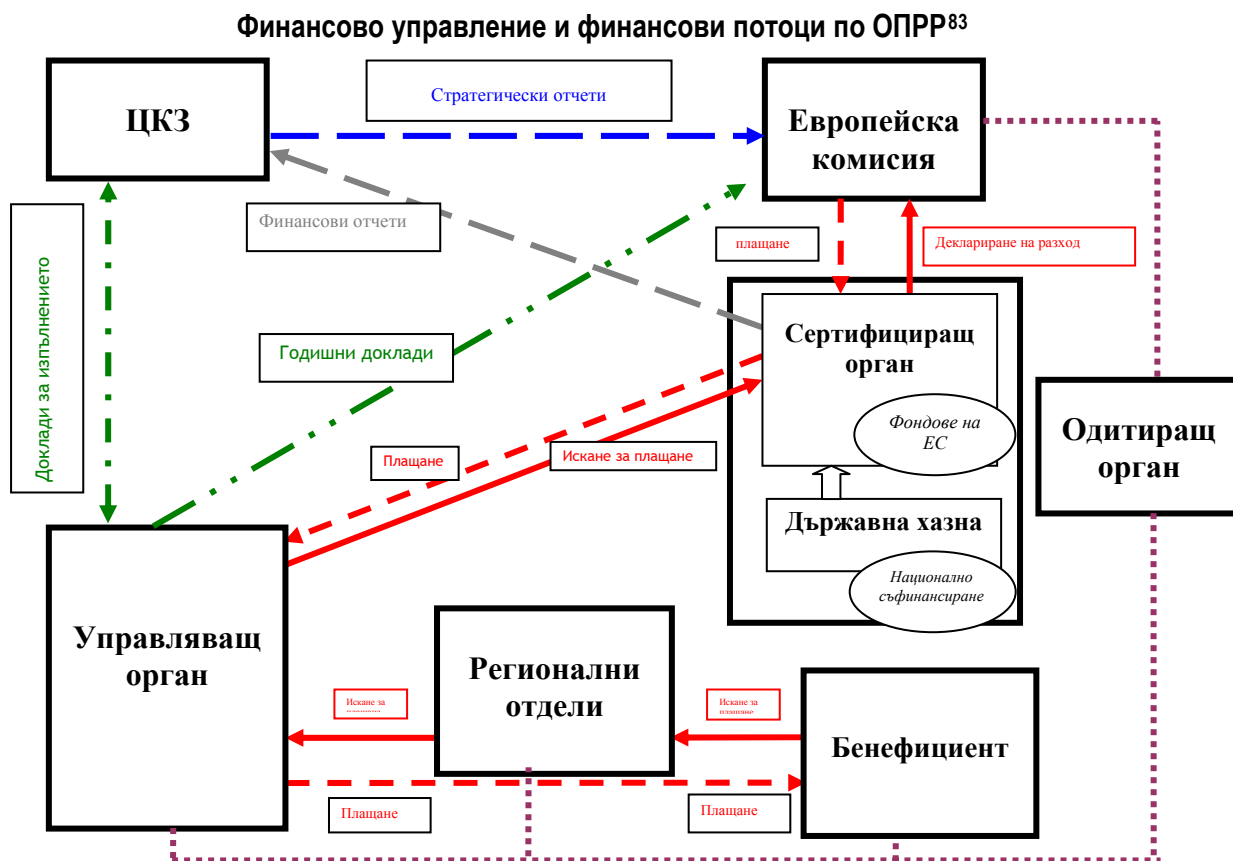 Финансово управление и финансови потоци по ОПРР83
ЦКЗ
Стратегически отчети
Европейска
комисия
Финансови отчети
плащане
Деклариране на разход
Доклади за изпълнението
Годишни доклади
Сертифициращ
орган
Фондове на
ЕС
Одитиращ
орган
Плащане
Искане за плащане
Държавна хазна
Национално
съфинансиране
Управляващ
орган
Регионални
отдели
Искане за
Искане за
Бенефициент
Плащане
Плащане